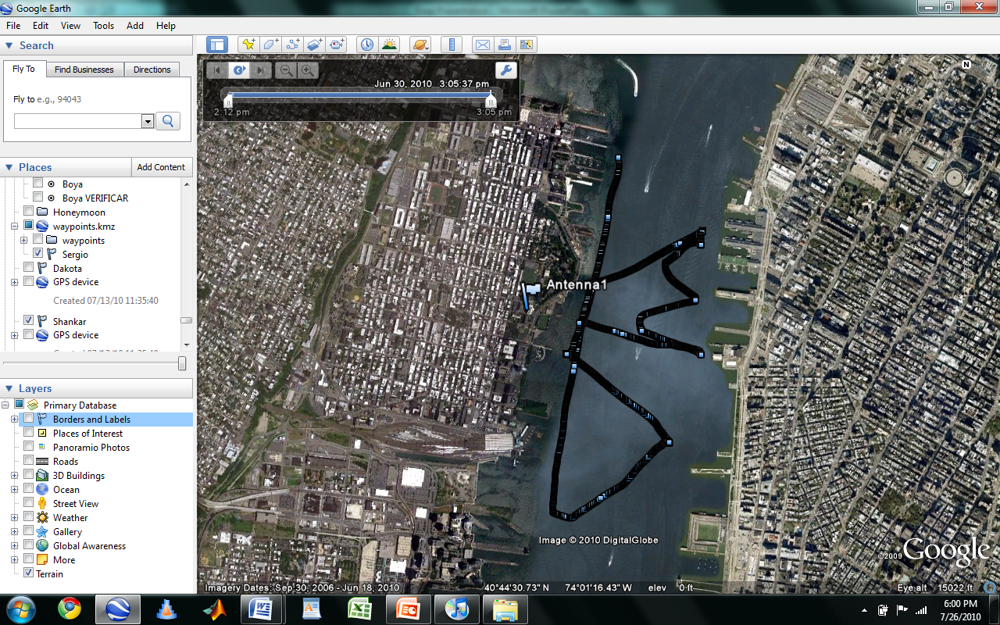 Google Earth
File Edit View Tools Add Help
Search
Fly To Find Businesses Directions
Fly to e.g., 94043
Places Add Content
Boya
Boya VERIFICAR
Honeymoon
waypoints.kmz
waypoints
Sergio
Dakota
GPS device
Created 07/13/10 11:35:40
Shankar
GPS device
Layers
Primary Database
Borders and Labels
Places of Interest
Panoramio Photos
Roads
3D Buildings
Ocean
Street View
Weather
Gallery
Global Awareness
More
Terrain
Jun 30, 2010 3:05:37 pm
2:12 pm 3:05 pm
N
Antenna1
Image © 2010 DigitalGlobe
©2009 Google
Imagery Dates: Sep 30, 2006 - Jun 18, 2010 40°44'30.73" N 74°01'16.43" W elev 0 ft Eye alt 15022 ft
6:00 PM
7/26/2010